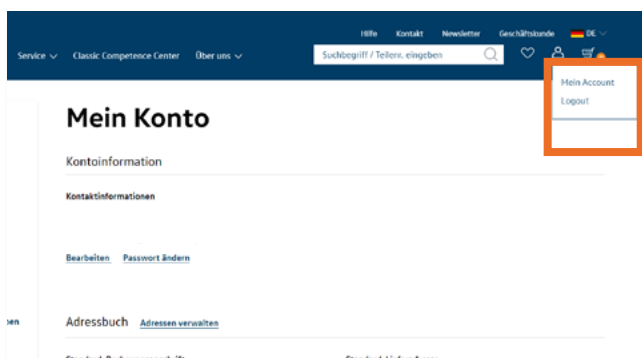 Hilfe Kontakt Newsletter Geschäftskunde DE
Service Classic Competence Center Über uns Suchbegriff / Teilenr. eingeben
Mein Account
Logout
Mein Konto
Kontoinformation
Kontaktinformationen
Bearbeiten Passwort ändern
Adressbuch Adressen verwalten